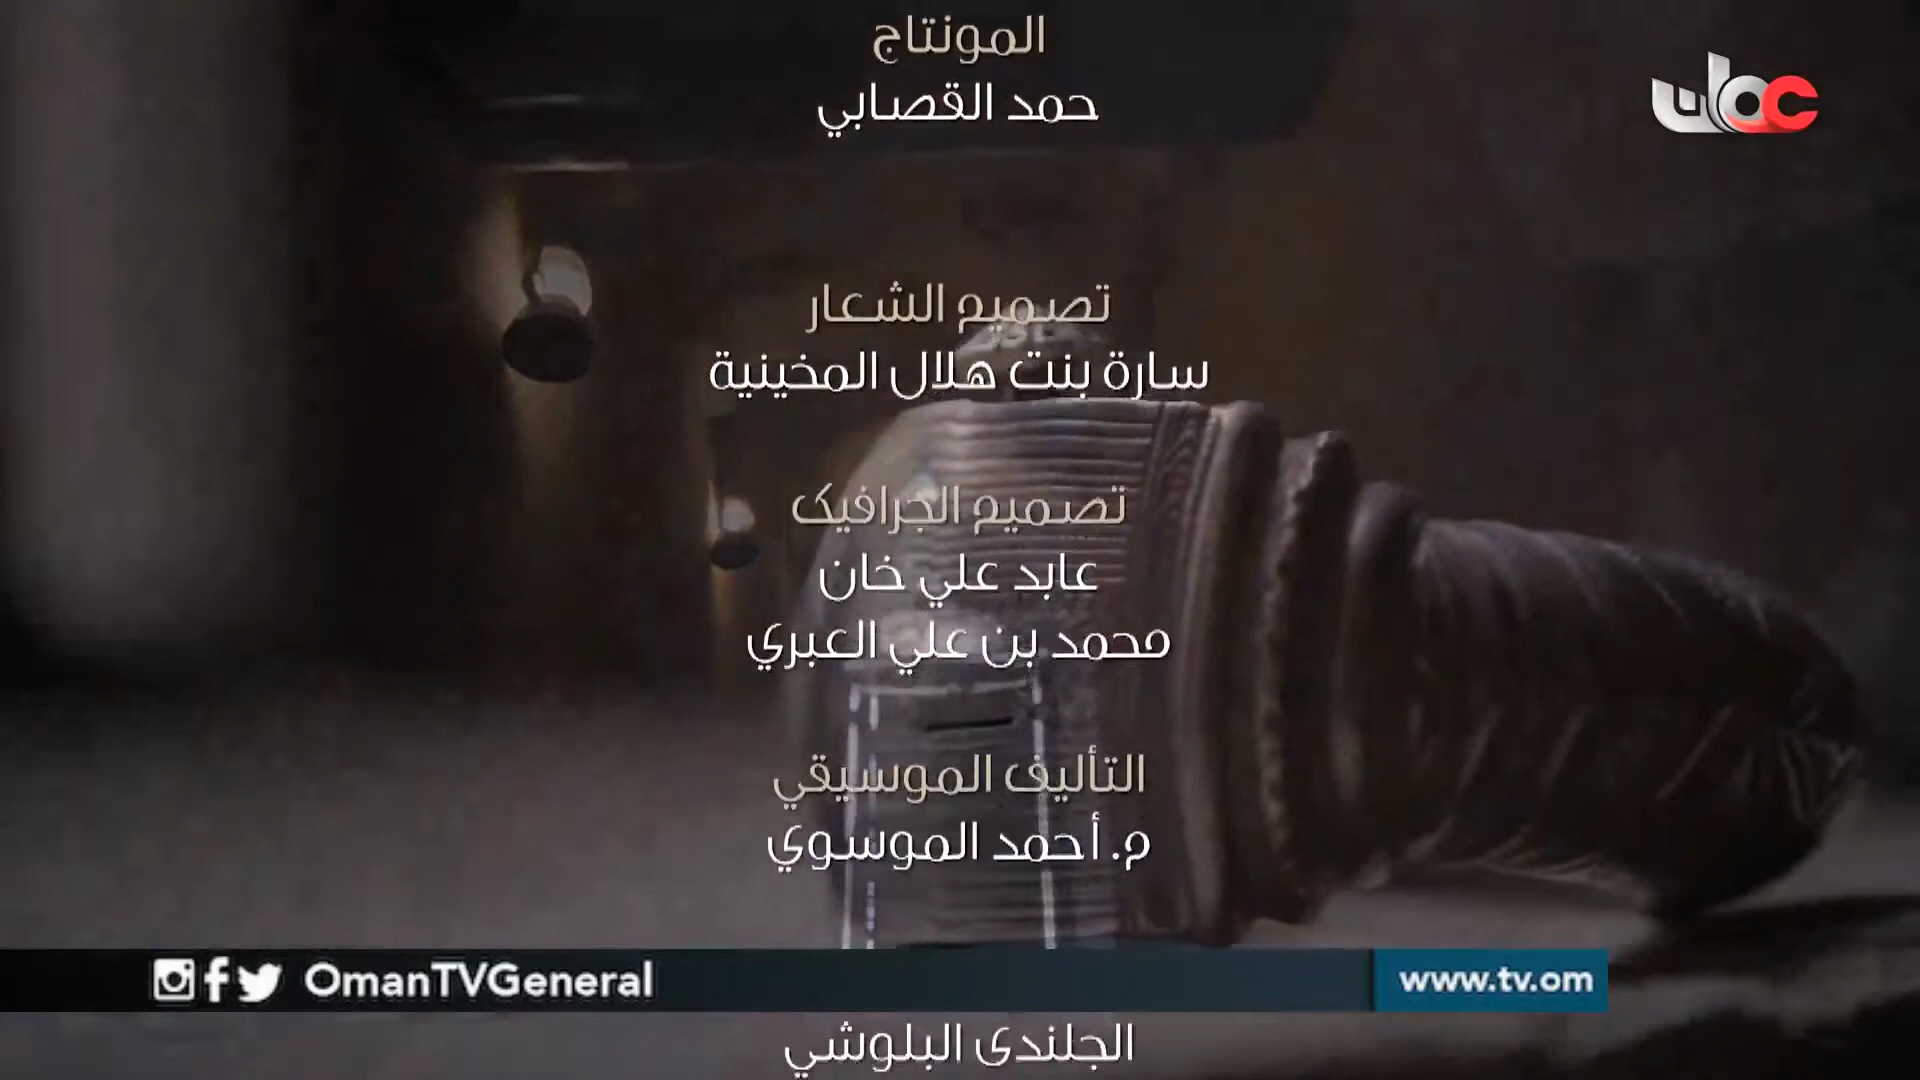 المونتاج
حمد القصابي
عمان
تصميم الشعار
سارة بنت هلال المخينية
تصميم الجرافيك
عابد علي خان
محمد بن علي العبري
التأليف الموسيقي
م. أحمد الموسوي
OmanTVGeneral
www.tv.om
الجلندى البلوشي